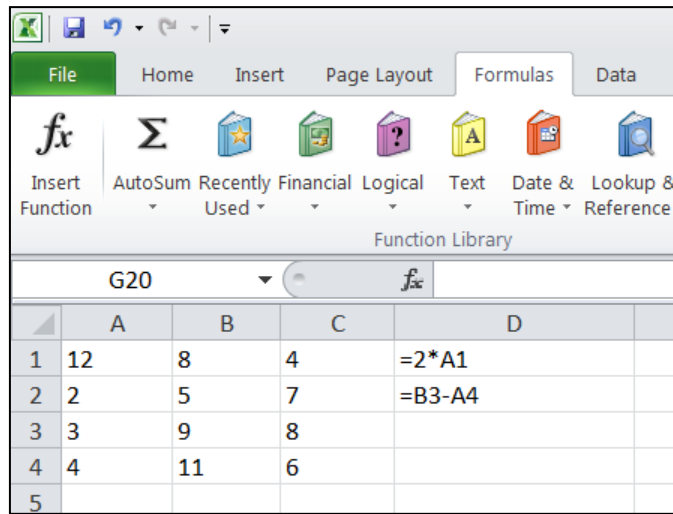 File Home Insert Page Layout Formulas Data
fx Σ ? A
Insert AutoSum Recently Financial Logical Text Date & Lookup &
Function Used Time Reference
Function Library
G20 fx
A B C D
1 12 8 4 =2*A1
2 2 5 7 =B3-A4
3 3 9 8
4 4 11 6
5